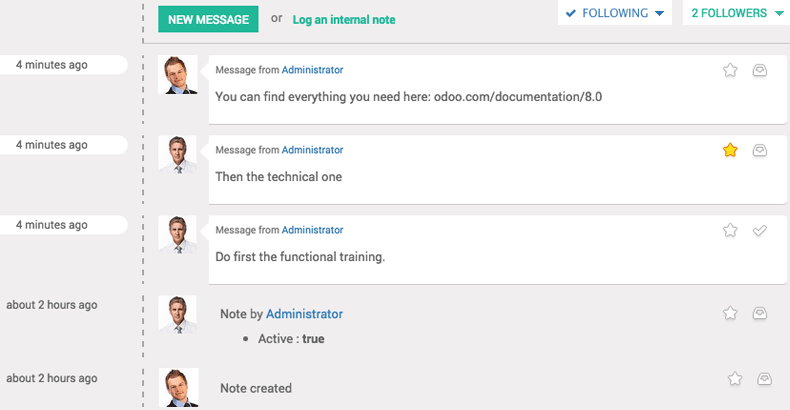 NEW MESSAGE or Log an internal note FOLLOWING 2 FOLLOWERS
4 minutes ago Message from Administrator
You can find everything you need here: odoo.com/documentation/8.0
4 minutes ago Message from Administrator
Then the technical one
4 minutes ago Message from Administrator
Do first the functional training.
about 2 hours ago Note by Administrator
• Active : true
about 2 hours ago Note created